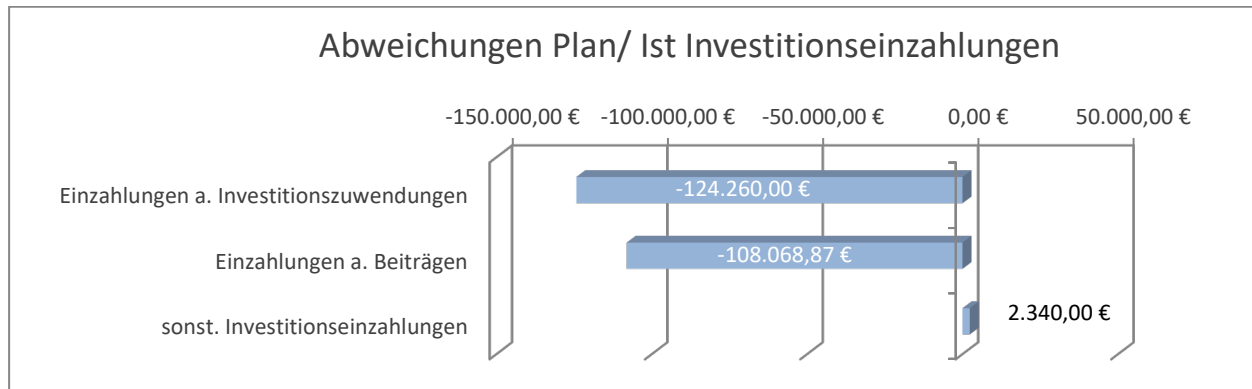 Abweichungen Plan/ Ist Investitionseinzahlungen
-150.000,00 € -100.000,00 € -50.000,00 € 0,00 € 50.000,00 €
Einzahlungen a. Investitionszuwendungen -124.260,00 €
Einzahlungen a. Beiträgen -108.068,87 €
sonst. Investitionseinzahlungen 2.340,00 €